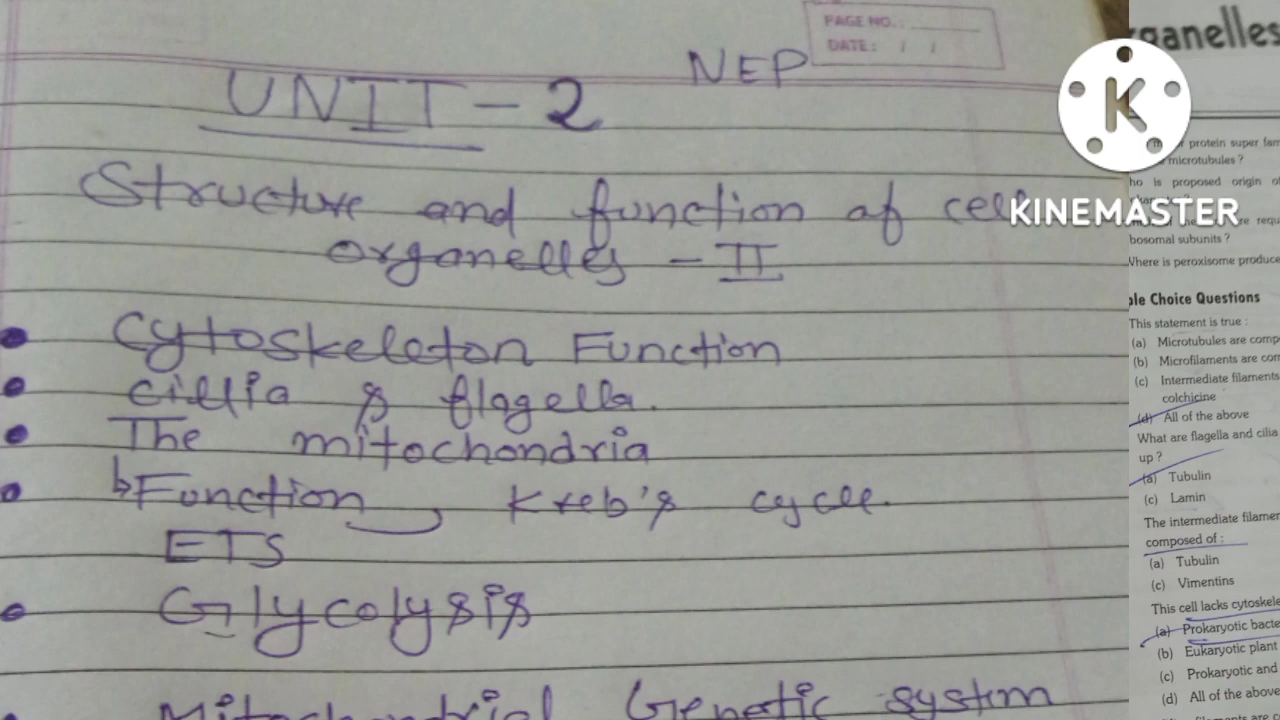 PAGE NO.:
DATE: / /
NEP
UNIT-2
Structure and function of cell
organelles - II
• Cytoskeleton Function
• Cillia & flagella.
• The mitochondria
• Function Kreb's cycle.
ETS
• Glycolysis
• Mitochondrial Genetic system
K
KINEMASTER
rganelles
protein super fam
microtubules ?
ho is proposed origin of
re requ
bosomal subunits ?
Where is peroxisome produce
ple Choice Questions
This statement is true :
(a) Microtubules are comp
(b) Microfilaments are com
(c) Intermediate filaments
colchicine
(d) All of the above
What are flagella and cilia
up ?
(a) Tubulin
(c) Lamin
The intermediate filamen
composed of :
(a) Tubulin
(c) Vimentins
This cell lacks cytoskele
(a) Prokaryotic bacte
(b) Eukaryotic plant
(c) Prokaryotic and
(d) All of the above